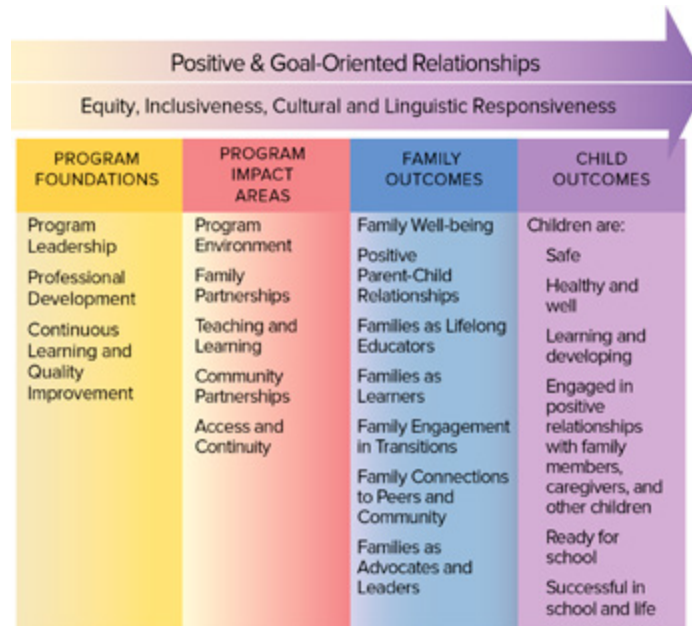 Positive & Goal-Oriented Relationships
Equity, Inclusiveness, Cultural and Linguistic Responsiveness
PROGRAM
FOUNDATIONS
Program
Leadership
Professional
Development
Continuous
Learning and
Quality
Improvement
PROGRAM
IMPACT
AREAS
Program
Environment
Family
Partnerships
Teaching and
Learning
Community
Partnerships
Access and
Continuity
FAMILY
OUTCOMES
Family Well-being
Positive
Parent-Child
Relationships
Families as Lifelong
Educators
Families as
Learners
Family Engagement
in Transitions
Family Connections
to Peers and
Community
Families as
Advocates and
Leaders
CHILD
OUTCOMES
Children are:
Safe
Healthy and
well
Learning and
developing
Engaged in
positive
relationships
with family
members,
caregivers, and
other children
Ready for
school
Successful in
school and life